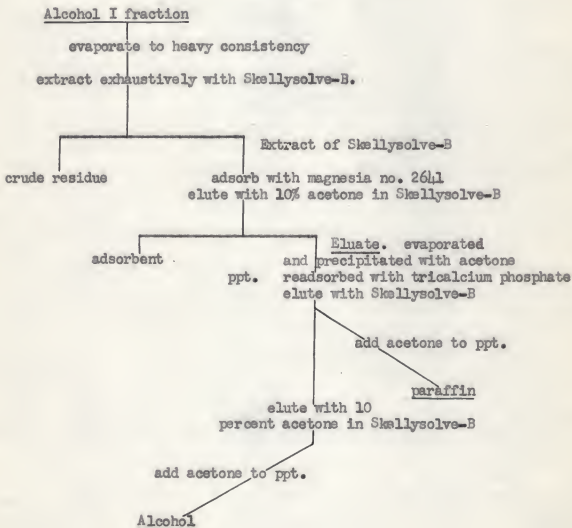 Alcohol I fraction
evaporate to heavy consistency
extract exhaustively with Skellysolve-B.
Extract of Skellysolve-B
crude residue
adsorb with magnesia no. 2641
elute with 10% acetone in Skellysolve-B
adsorbent
Eluate. evaporated
and precipitated with acetone
ppt. readsorbed with tricalcium phosphate
elute with Skellysolve-B
add acetone to ppt.
paraffin
elute with 10
percent acetone in Skellysolve-B
add acetone to ppt.
Alcohol